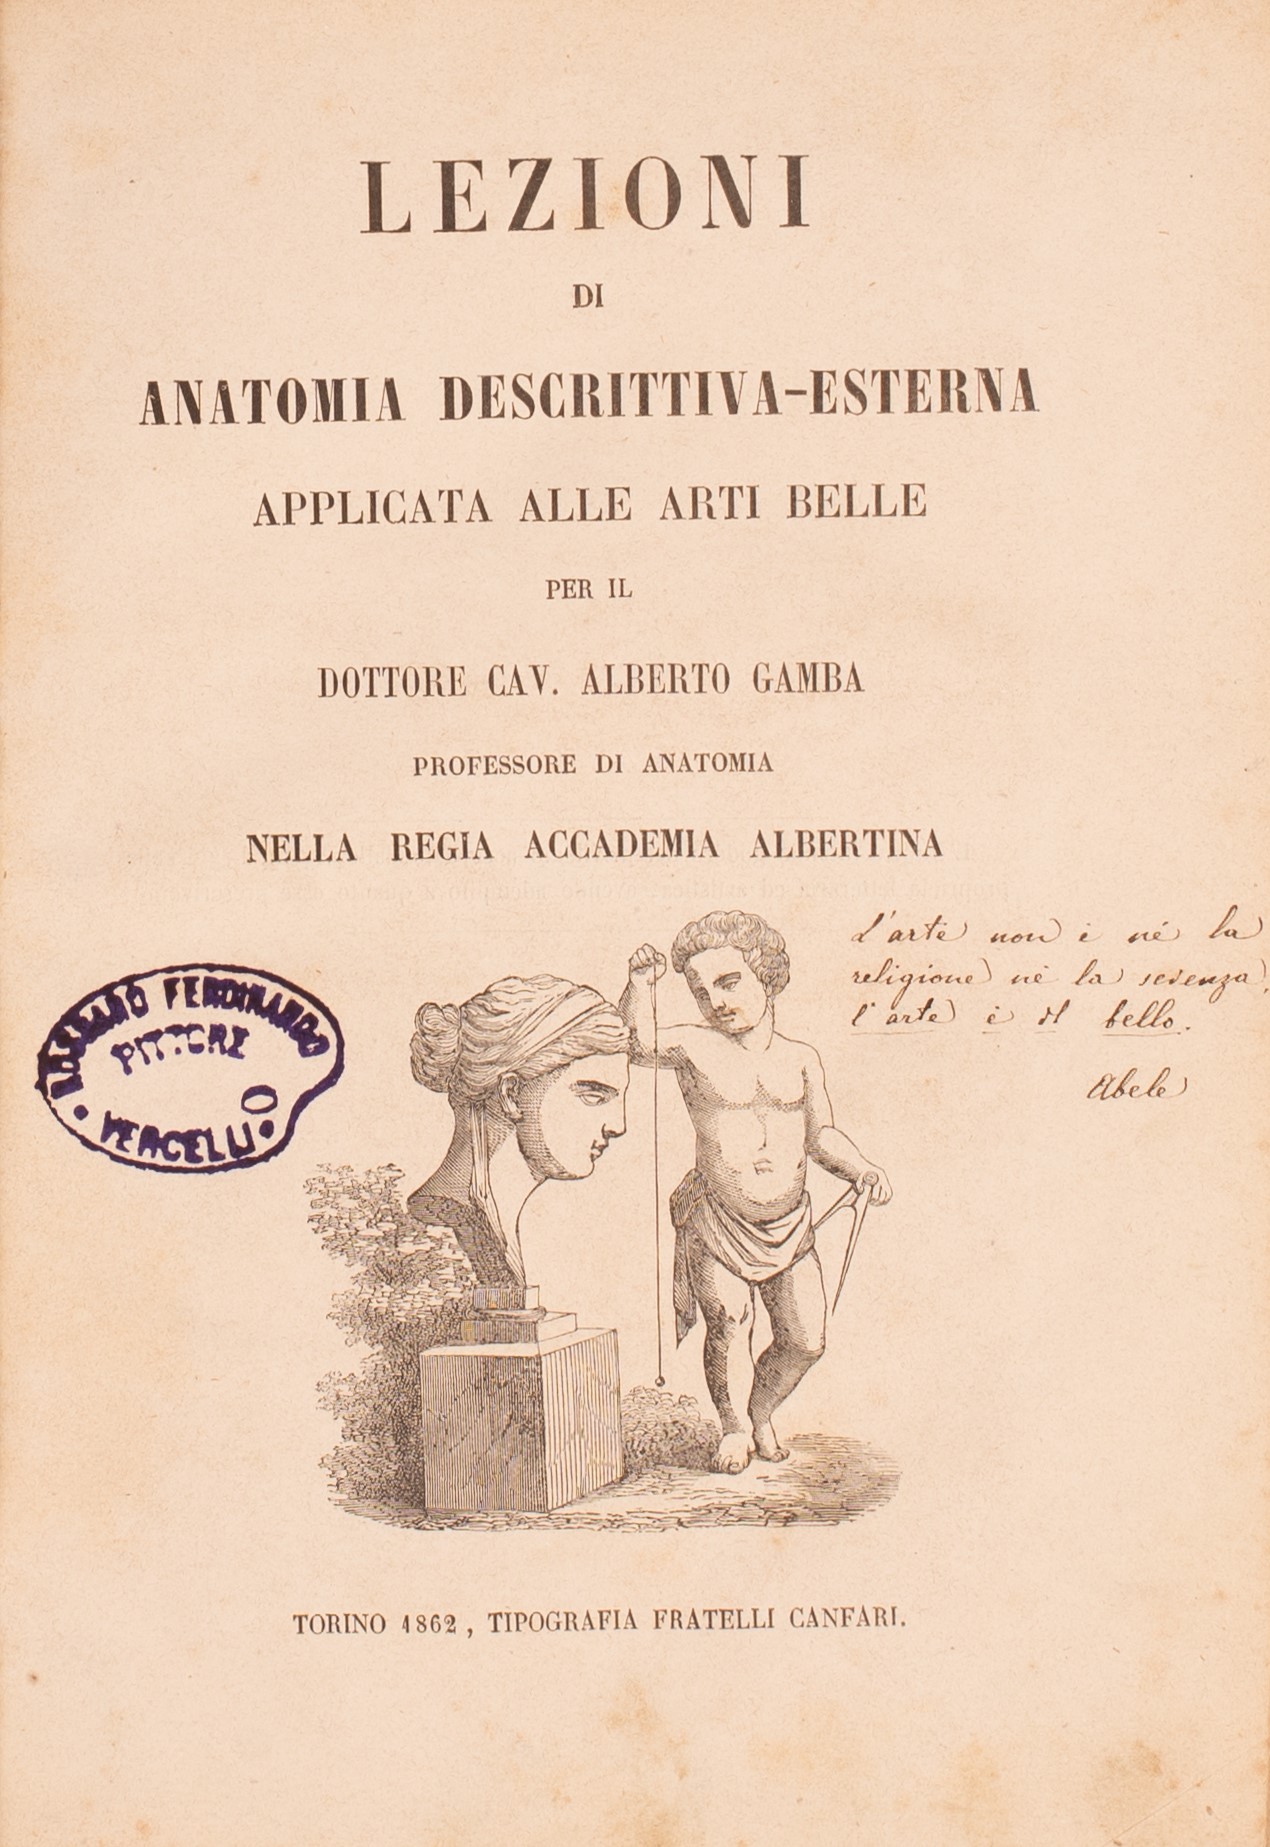 LEZIONI
DI
ANATOMIA DESCRITTIVA-ESTERNA
APPLICATA ALLE ARTI BELLE
PER IL
DOTTORE CAV. ALBERTO GAMBA
PROFESSORE DI ANATOMIA
NELLA REGIA ACCADEMIA ALBERTINA
L'arte non è nè la
religione nè la scienza,
l'arte è il bello.
Abele
FERDINANDO
PITTORE
VERCELLI
TORINO 1862, TIPOGRAFIA FRATELLI CANFARI.